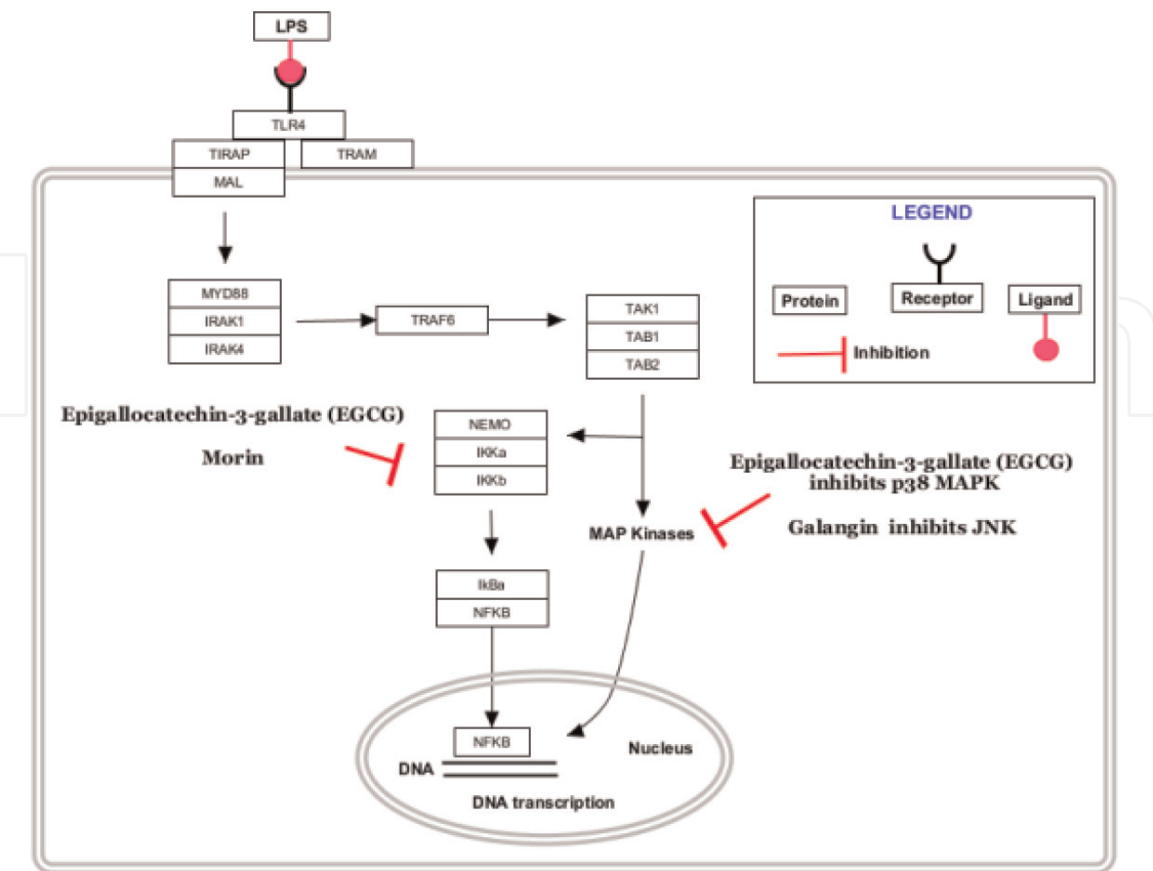 LPS
TLR4
TIRAP
TRAM
MAL
LEGEND
Protein
Receptor
Ligand
Inhibition
MYD88
IRAK1
IRAK4
TRAF6
TAK1
TAB1
TAB2
Epigallocatechin-3-gallate (EGCG)
Morin
NEMO
IKKa
IKKb
Epigallocatechin-3-gallate (EGCG)
inhibits p38 MAPK
Galangin inhibits JNK
MAP Kinases
IkBa
NFKB
NFKB
Nucleus
DNA
DNA transcription